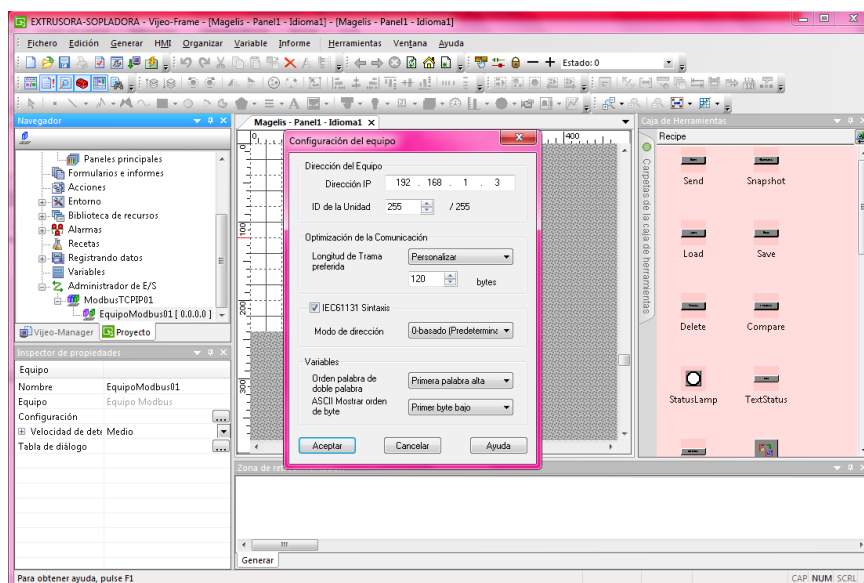 EXTRUSORA-SOPLADORA - Vijeo-Frame - [Magelis - Panel1 - Idioma1] - [Magelis - Panel1 - Idioma1]
Fichero Edición Generar HMI Organizar Variable Informe Herramientas Ventana Ayuda
Estado: 0
Navegador
Paneles principales
Formularios e informes
Acciones
Entorno
Biblioteca de recursos
Alarmas
Recetas
Registrando datos
Variables
Administrador de E/S
ModbusTCPIP01
EquipoModbus01 [ 0.0.0.0 ]
Vijeo-Manager Proyecto
Inspector de propiedades
Equipo
Nombre EquipoModbus01
Equipo Equipo Modbus
Configuración
Velocidad de dete Medio
Tabla de diálogo
Magelis - Panel1 - Idioma1
0
400
100
200
300
Configuración del equipo
Dirección del Equipo
Dirección IP 192 . 168 . 1 . 3
ID de la Unidad 255 / 255
Optimización de la Comunicación
Longitud de Trama preferida Personalizar
120 bytes
IEC61131 Sintaxis
Modo de dirección 0-basado (Predetermina
Variables
Orden palabra de doble palabra Primera palabra alta
ASCII Mostrar orden de byte Primer byte bajo
Aceptar Cancelar Ayuda
Generar
Caja de Herramientas
Carpetas de la caja de herramientas
Recipe
Send Snapshot
Load Save
Delete Compare
StatusLamp TextStatus
Para obtener ayuda, pulse F1
CAP NUM SCRL